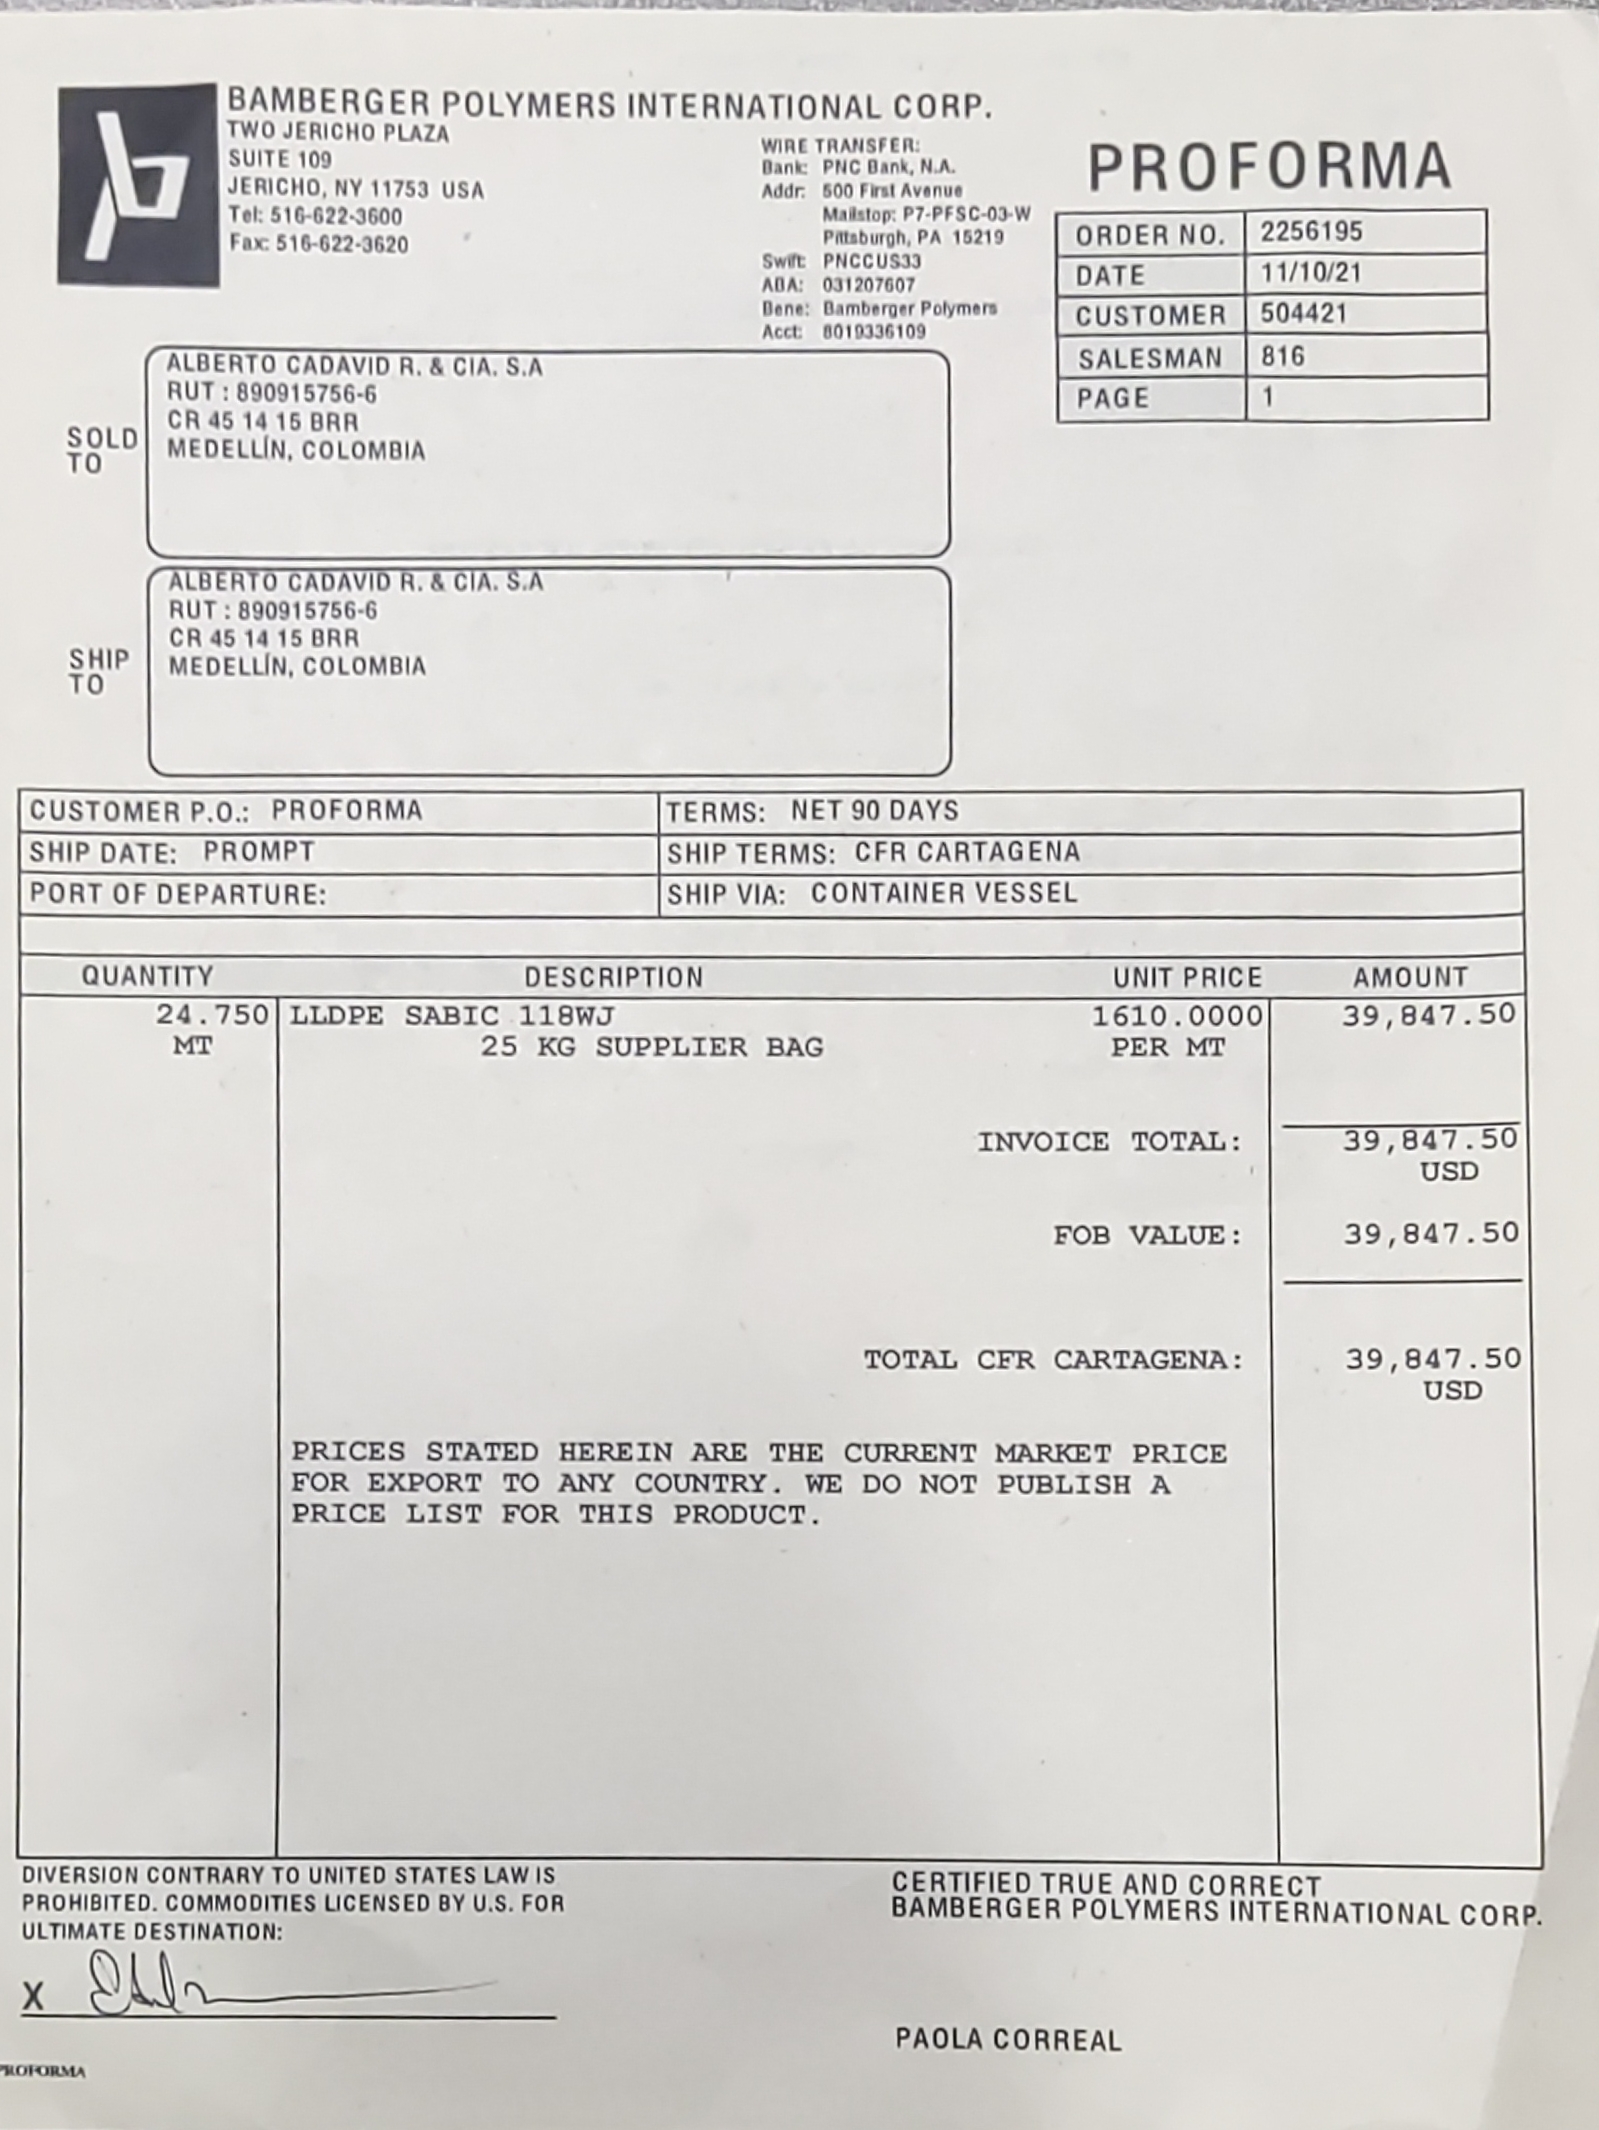 BAMBERGER POLYMERS INTERNATIONAL CORP.
TWO JERICHO PLAZA
SUITE 109
JERICHO, NY 11753 USA
Tel: 516-622-3600
Fax: 516-622-3620
WIRE TRANSFER:
Bank: PNC Bank, N.A.
Addr: 500 First Avenue
Mailstop: P7-PFSC-03-W
Pittsburgh, PA 15219
Swift: PNCCUS33
ABA: 031207607
Bene: Bamberger Polymers
Acct: 8019336109
PROFORMA
ORDER NO. 2256195
DATE 11/10/21
CUSTOMER 504421
SALESMAN 816
PAGE 1
SOLD TO
ALBERTO CADAVID R. & CIA. S.A
RUT : 890915756-6
CR 45 14 15 BRR
MEDELLÍN, COLOMBIA
SHIP TO
ALBERTO CADAVID R. & CIA. S.A
RUT : 890915756-6
CR 45 14 15 BRR
MEDELLÍN, COLOMBIA
CUSTOMER P.O.: PROFORMA TERMS: NET 90 DAYS
SHIP DATE: PROMPT SHIP TERMS: CFR CARTAGENA
PORT OF DEPARTURE: SHIP VIA: CONTAINER VESSEL
QUANTITY DESCRIPTION UNIT PRICE AMOUNT
24.750 LLDPE SABIC 118WJ 1610.0000 39,847.50
MT 25 KG SUPPLIER BAG PER MT
INVOICE TOTAL: 39,847.50
USD
FOB VALUE: 39,847.50
TOTAL CFR CARTAGENA: 39,847.50
USD
PRICES STATED HEREIN ARE THE CURRENT MARKET PRICE
FOR EXPORT TO ANY COUNTRY. WE DO NOT PUBLISH A
PRICE LIST FOR THIS PRODUCT.
DIVERSION CONTRARY TO UNITED STATES LAW IS
PROHIBITED. COMMODITIES LICENSED BY U.S. FOR
ULTIMATE DESTINATION:
X
CERTIFIED TRUE AND CORRECT
BAMBERGER POLYMERS INTERNATIONAL CORP.
PAOLA CORREAL
PROFORMA